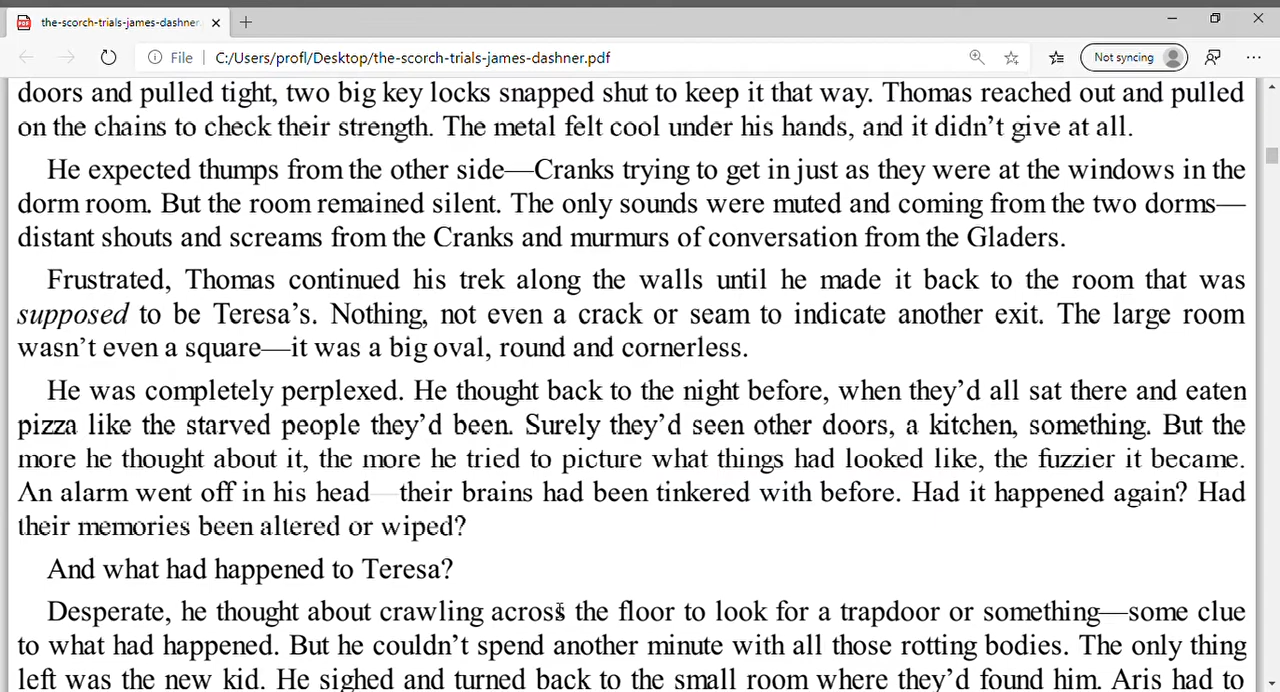 the-scorch-trials-james-dashner
File
C:/Users/profl/Desktop/the-scorch-trials-james-dashner.pdf
Not syncing
doors and pulled tight, two big key locks snapped shut to keep it that way. Thomas reached out and pulled
on the chains to check their strength. The metal felt cool under his hands, and it didn’t give at all.
He expected thumps from the other side—Cranks trying to get in just as they were at the windows in the
dorm room. But the room remained silent. The only sounds were muted and coming from the two dorms—
distant shouts and screams from the Cranks and murmurs of conversation from the Gladers.
Frustrated, Thomas continued his trek along the walls until he made it back to the room that was
supposed to be Teresa’s. Nothing, not even a crack or seam to indicate another exit. The large room
wasn’t even a square—it was a big oval, round and cornerless.
He was completely perplexed. He thought back to the night before, when they’d all sat there and eaten
pizza like the starved people they’d been. Surely they’d seen other doors, a kitchen, something. But the
more he thought about it, the more he tried to picture what things had looked like, the fuzzier it became.
An alarm went off in his head—their brains had been tinkered with before. Had it happened again? Had
their memories been altered or wiped?
And what had happened to Teresa?
Desperate, he thought about crawling across the floor to look for a trapdoor or something—some clue
to what had happened. But he couldn’t spend another minute with all those rotting bodies. The only thing
left was the new kid. He sighed and turned back to the small room where they’d found him. Aris had to